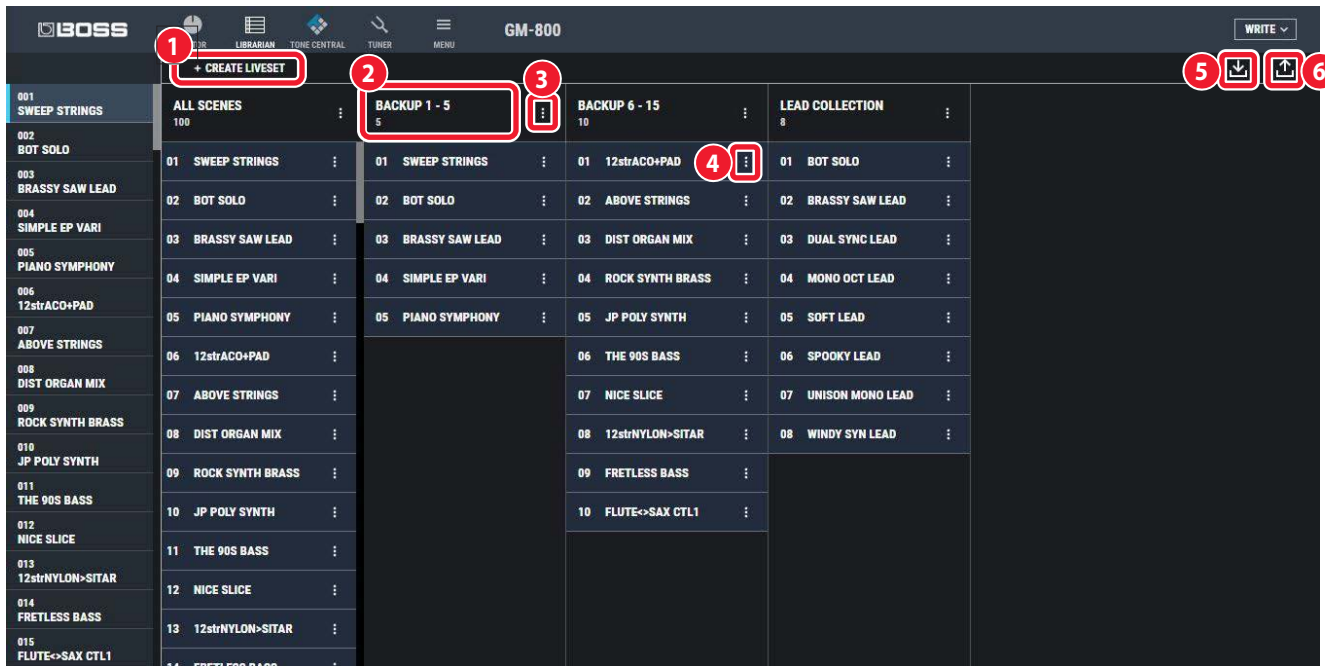 BOSS
LIBRARIAN
TONE CENTRAL
TUNER
MENU
GM-800
WRITE
1
+ CREATE LIVESET
2
3
5
6
001
SWEEP STRINGS
002
BOT SOLO
003
BRASSY SAW LEAD
004
SIMPLE EP VARI
005
PIANO SYMPHONY
006
12strACO+PAD
007
ABOVE STRINGS
008
DIST ORGAN MIX
009
ROCK SYNTH BRASS
010
JP POLY SYNTH
011
THE 90S BASS
012
NICE SLICE
013
12strNYLON>SITAR
014
FRETLESS BASS
015
FLUTE<>SAX CTL1
ALL SCENES
100
01 SWEEP STRINGS
02 BOT SOLO
03 BRASSY SAW LEAD
04 SIMPLE EP VARI
05 PIANO SYMPHONY
06 12strACO+PAD
07 ABOVE STRINGS
08 DIST ORGAN MIX
09 ROCK SYNTH BRASS
10 JP POLY SYNTH
11 THE 90S BASS
12 NICE SLICE
13 12strNYLON>SITAR
BACKUP 1 - 5
5
01 SWEEP STRINGS
02 BOT SOLO
03 BRASSY SAW LEAD
04 SIMPLE EP VARI
05 PIANO SYMPHONY
BACKUP 6 - 15
10
01 12strACO+PAD
4
02 ABOVE STRINGS
03 DIST ORGAN MIX
04 ROCK SYNTH BRASS
05 JP POLY SYNTH
06 THE 90S BASS
07 NICE SLICE
08 12strNYLON>SITAR
09 FRETLESS BASS
10 FLUTE<>SAX CTL1
LEAD COLLECTION
8
01 BOT SOLO
02 BRASSY SAW LEAD
03 DUAL SYNC LEAD
04 MONO OCT LEAD
05 SOFT LEAD
06 SPOOKY LEAD
07 UNISON MONO LEAD
08 WINDY SYN LEAD